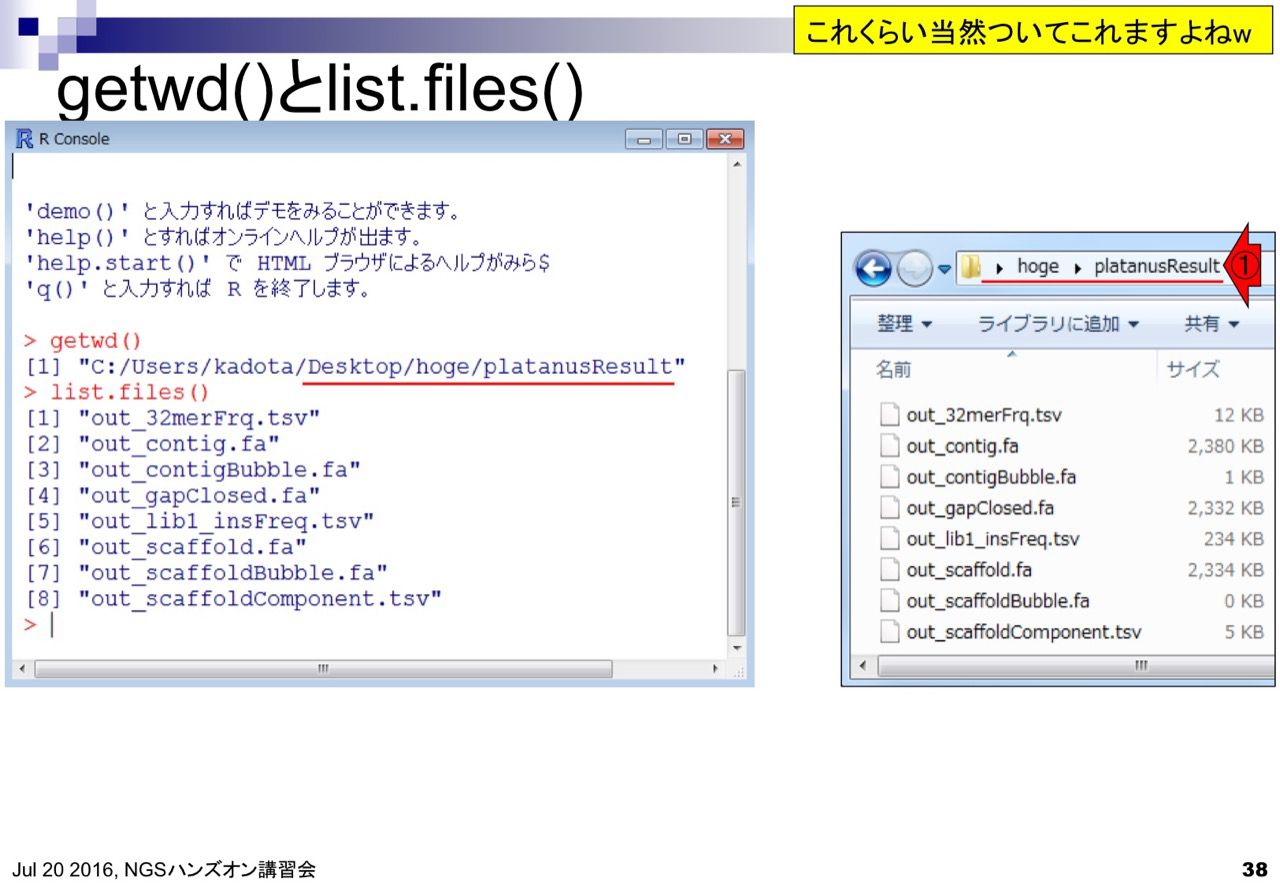 これくらい当然ついてこれますよねw
getwd()とlist.files()
R Console
'demo()' と入力すればデモをみることができます。
'help()' とすればオンラインヘルプが出ます。
'help.start()' で HTML ブラウザによるヘルプがみら$
'q()' と入力すれば R を終了します。
> getwd()
[1] "C:/Users/kadota/Desktop/hoge/platanusResult"
> list.files()
[1] "out_32merFrq.tsv"
[2] "out_contig.fa"
[3] "out_contigBubble.fa"
[4] "out_gapClosed.fa"
[5] "out_lib1_insFreq.tsv"
[6] "out_scaffold.fa"
[7] "out_scaffoldBubble.fa"
[8] "out_scaffoldComponent.tsv"
>
hoge platanusResult ①
整理 ライブラリに追加 共有
名前 サイズ
out_32merFrq.tsv 12 KB
out_contig.fa 2,380 KB
out_contigBubble.fa 1 KB
out_gapClosed.fa 2,332 KB
out_lib1_insFreq.tsv 234 KB
out_scaffold.fa 2,334 KB
out_scaffoldBubble.fa 0 KB
out_scaffoldComponent.tsv 5 KB
Jul 20 2016, NGSハンズオン講習会
38